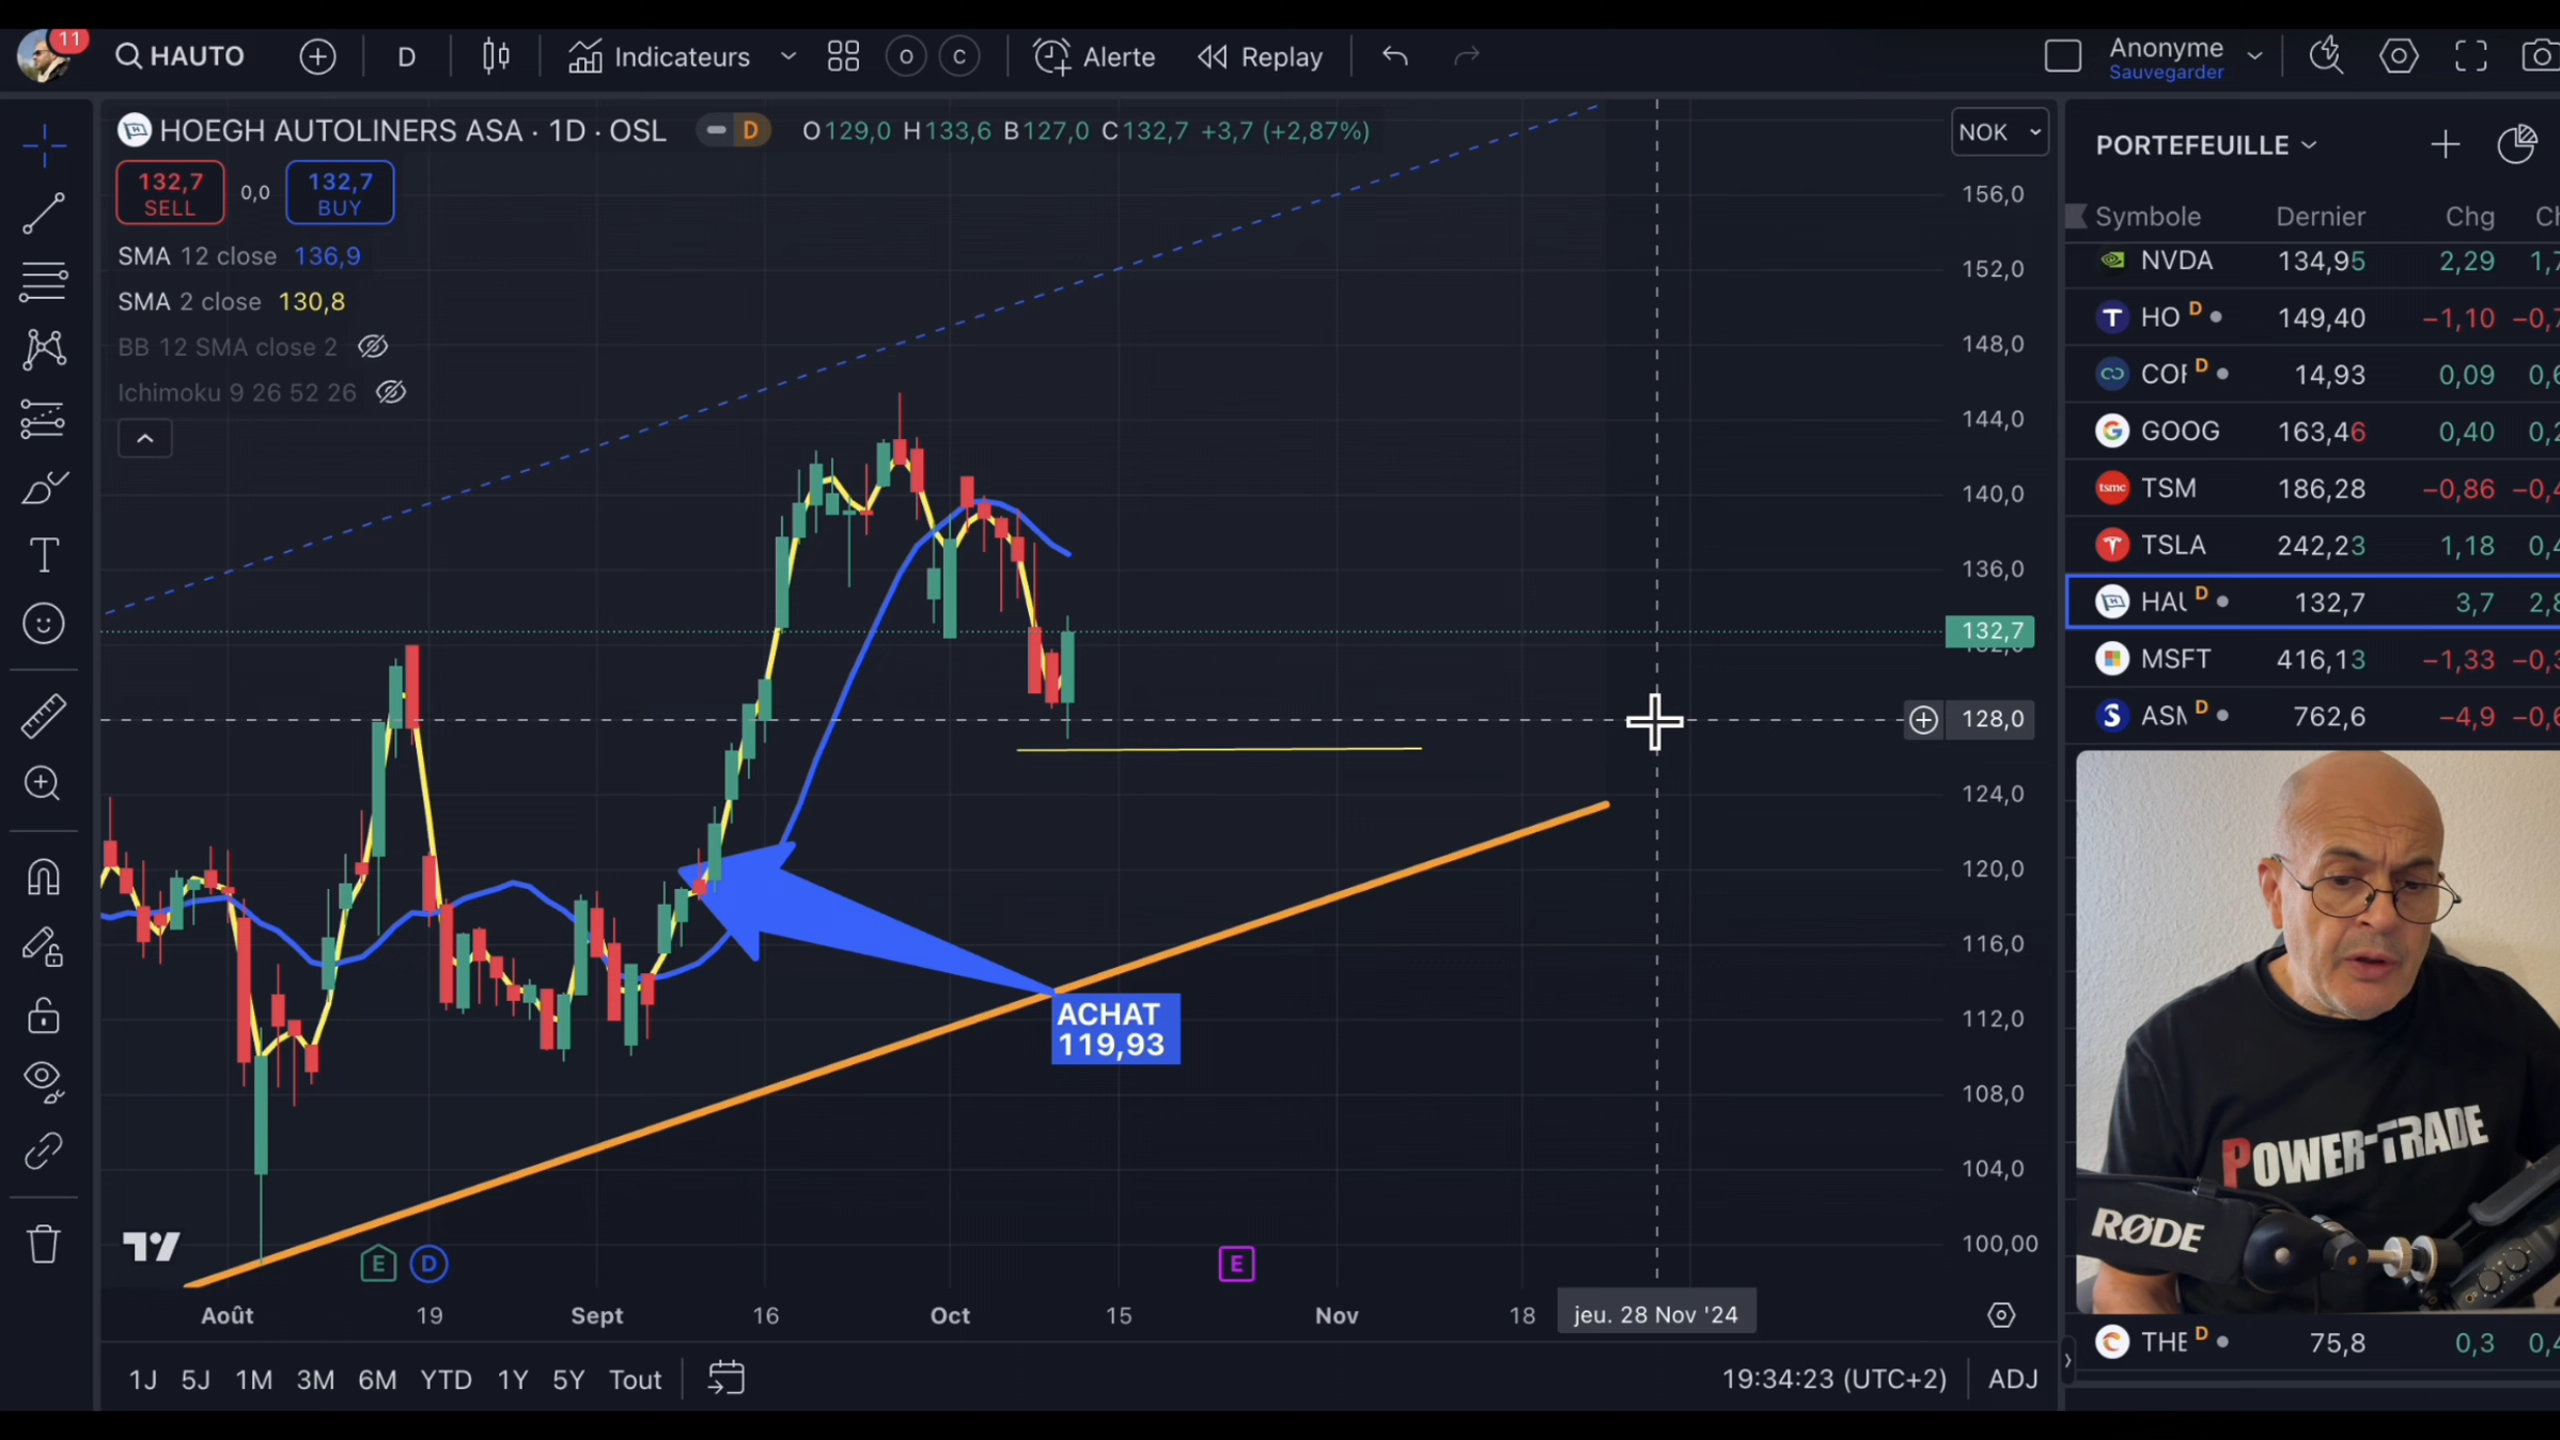 11
HAUTO
D
Indicateurs
O
C
Alerte
Replay
Anonyme
Sauvegarder
HOEGH AUTOLINERS ASA · 1D · OSL
D
O129,0 H133,6 B127,0 C132,7 +3,7 (+2,87%)
NOK
132,7
SELL
0,0
132,7
BUY
SMA 12 close 136,9
SMA 2 close 130,8
BB 12 SMA close 2
Ichimoku 9 26 52 26
156,0
152,0
148,0
144,0
140,0
136,0
132,7
128,0
124,0
120,0
116,0
112,0
108,0
104,0
100,00
ACHAT
119,93
E
D
E
Août
19
Sept
16
Oct
15
Nov
18
jeu. 28 Nov '24
1J 5J 1M 3M 6M YTD 1Y 5Y Tout
19:34:23 (UTC+2)
ADJ
PORTEFEUILLE
Symbole Dernier Chg
NVDA 134,95 2,29
HO D 149,40 −1,10
COF D 14,93 0,09
GOOG 163,46 0,40
tsmc TSM 186,28 −0,86
TSLA 242,23 1,18
HAU D 132,7 3,7
MSFT 416,13 −1,33
ASM D 762,6 −4,9
POWER-TRADE
RØDE
THE D 75,8 0,3